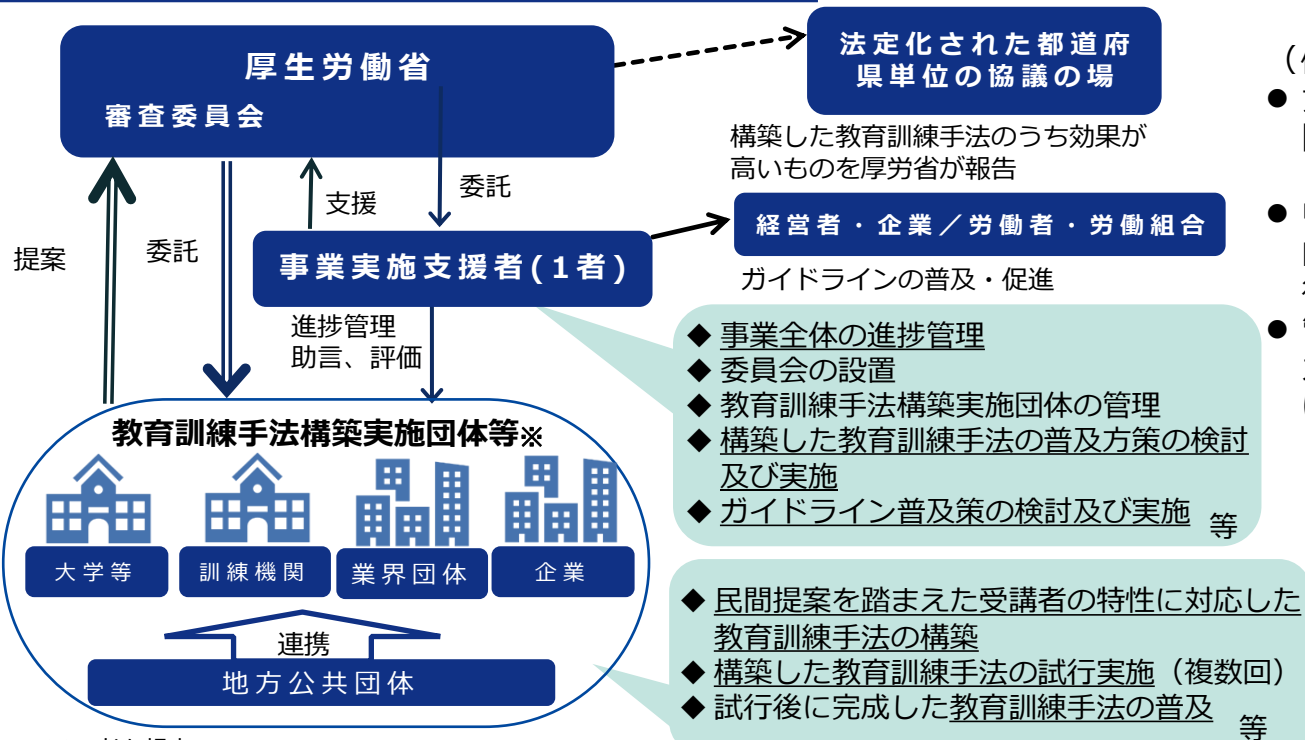 厚生労働省
審査委員会
法定化された都道府
県単位の協議の場
構築した教育訓練手法のうち効果が
高いものを厚労省が報告
支援
委託
提案
委託
事業実施支援者(1者)
経営者・企業／労働者・労働組合
ガイドラインの普及・促進
進捗管理
助言、評価
◆ 事業全体の進捗管理
◆ 委員会の設置
◆ 教育訓練手法構築実施団体の管理
◆ 構築した教育訓練手法の普及方策の検討
及び実施
◆ ガイドライン普及策の検討及び実施 等
教育訓練手法構築実施団体等※
大学等
訓練機関
業界団体
企業
連携
地方公共団体
◆ 民間提案を踏まえた受講者の特性に対応した
教育訓練手法の構築
◆ 構築した教育訓練手法の試行実施（複数回）
◆ 試行後に完成した教育訓練手法の普及 等